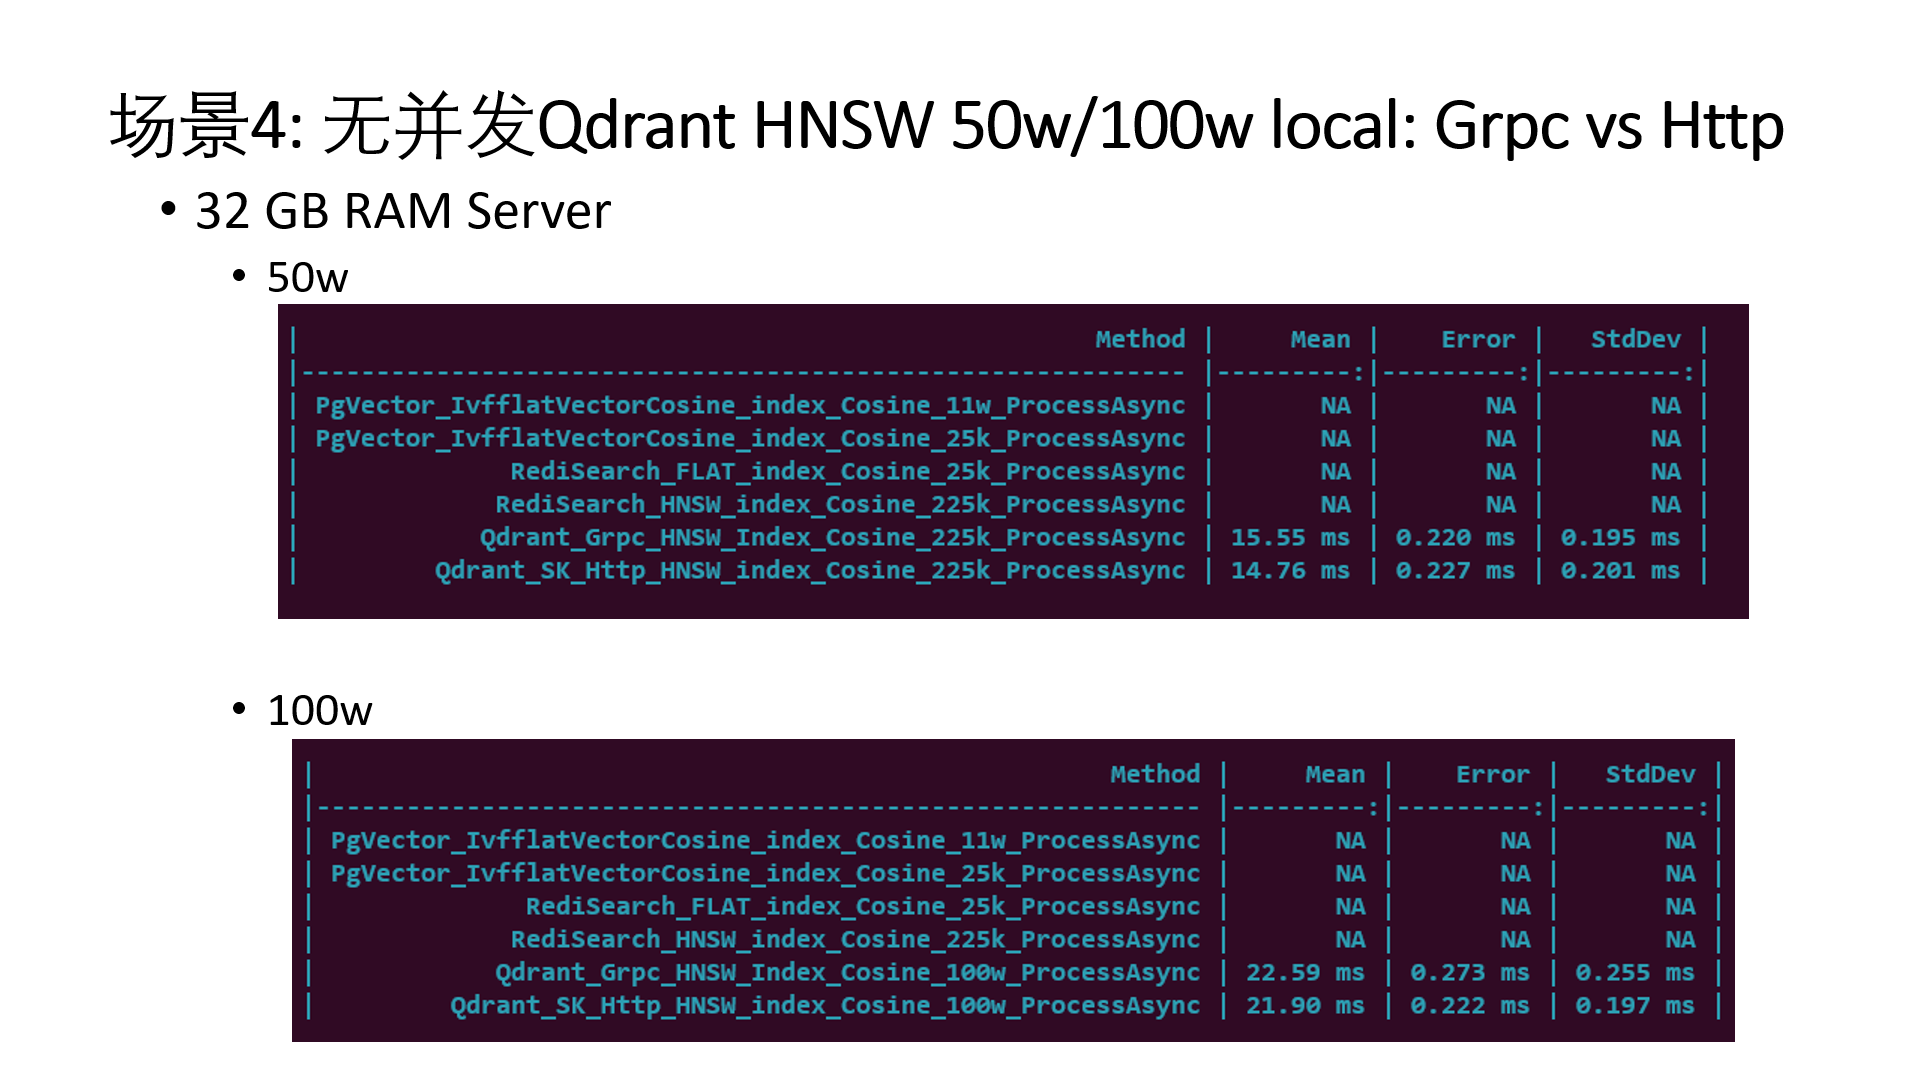 场景4: 无并发Qdrant HNSW 50w/100w local: Grpc vs Http
• 32 GB RAM Server
• 50w
| Method | Mean | Error | StdDev |
|----------------------------------------------------------- |---------:|---------:|---------:|
| PgVector_IvfflatVectorCosine_index_Cosine_11w_ProcessAsync | NA | NA | NA |
| PgVector_IvfflatVectorCosine_index_Cosine_25k_ProcessAsync | NA | NA | NA |
| RediSearch_FLAT_index_Cosine_25k_ProcessAsync | NA | NA | NA |
| RediSearch_HNSW_index_Cosine_225k_ProcessAsync | NA | NA | NA |
| Qdrant_Grpc_HNSW_Index_Cosine_225k_ProcessAsync | 15.55 ms | 0.220 ms | 0.195 ms |
| Qdrant_SK_Http_HNSW_index_Cosine_225k_ProcessAsync | 14.76 ms | 0.227 ms | 0.201 ms |
• 100w
| Method | Mean | Error | StdDev |
|----------------------------------------------------------- |---------:|---------:|---------:|
| PgVector_IvfflatVectorCosine_index_Cosine_11w_ProcessAsync | NA | NA | NA |
| PgVector_IvfflatVectorCosine_index_Cosine_25k_ProcessAsync | NA | NA | NA |
| RediSearch_FLAT_index_Cosine_25k_ProcessAsync | NA | NA | NA |
| RediSearch_HNSW_index_Cosine_225k_ProcessAsync | NA | NA | NA |
| Qdrant_Grpc_HNSW_Index_Cosine_100w_ProcessAsync | 22.59 ms | 0.273 ms | 0.255 ms |
| Qdrant_SK_Http_HNSW_index_Cosine_100w_ProcessAsync | 21.90 ms | 0.222 ms | 0.197 ms |